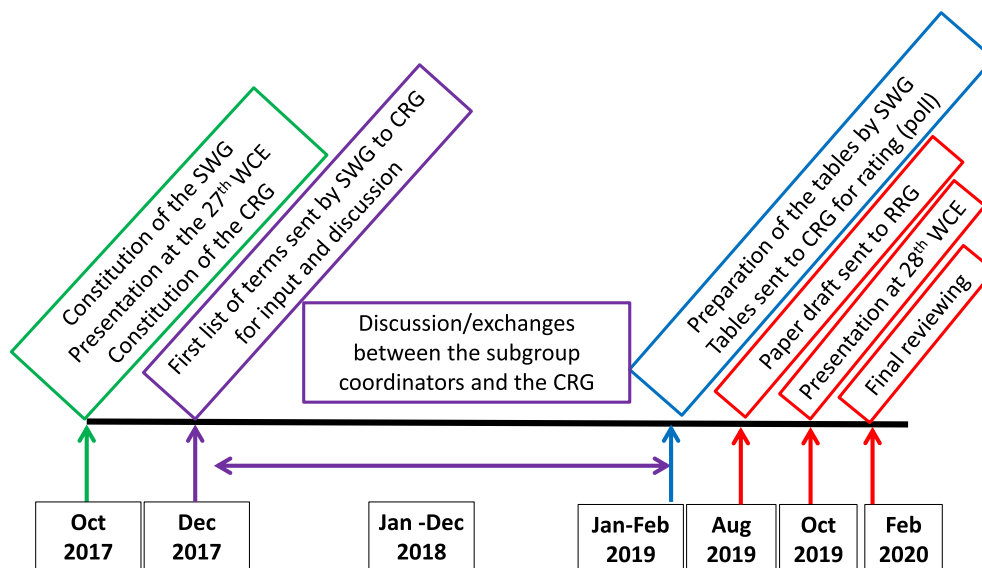 Constitution of the SWG
Presentation at the 27th WCE
Constitution of the CRG
First list of terms sent by SWG to CRG
for input and discussion
Discussion/exchanges
between the subgroup
coordinators and the CRG
Preparation of the tables by SWG
Tables sent to CRG for rating (poll)
Paper draft sent to RRG
Presentation at 28th WCE
Final reviewing
Oct
2017
Dec
2017
Jan -Dec
2018
Jan-Feb
2019
Aug
2019
Oct
2019
Feb
2020